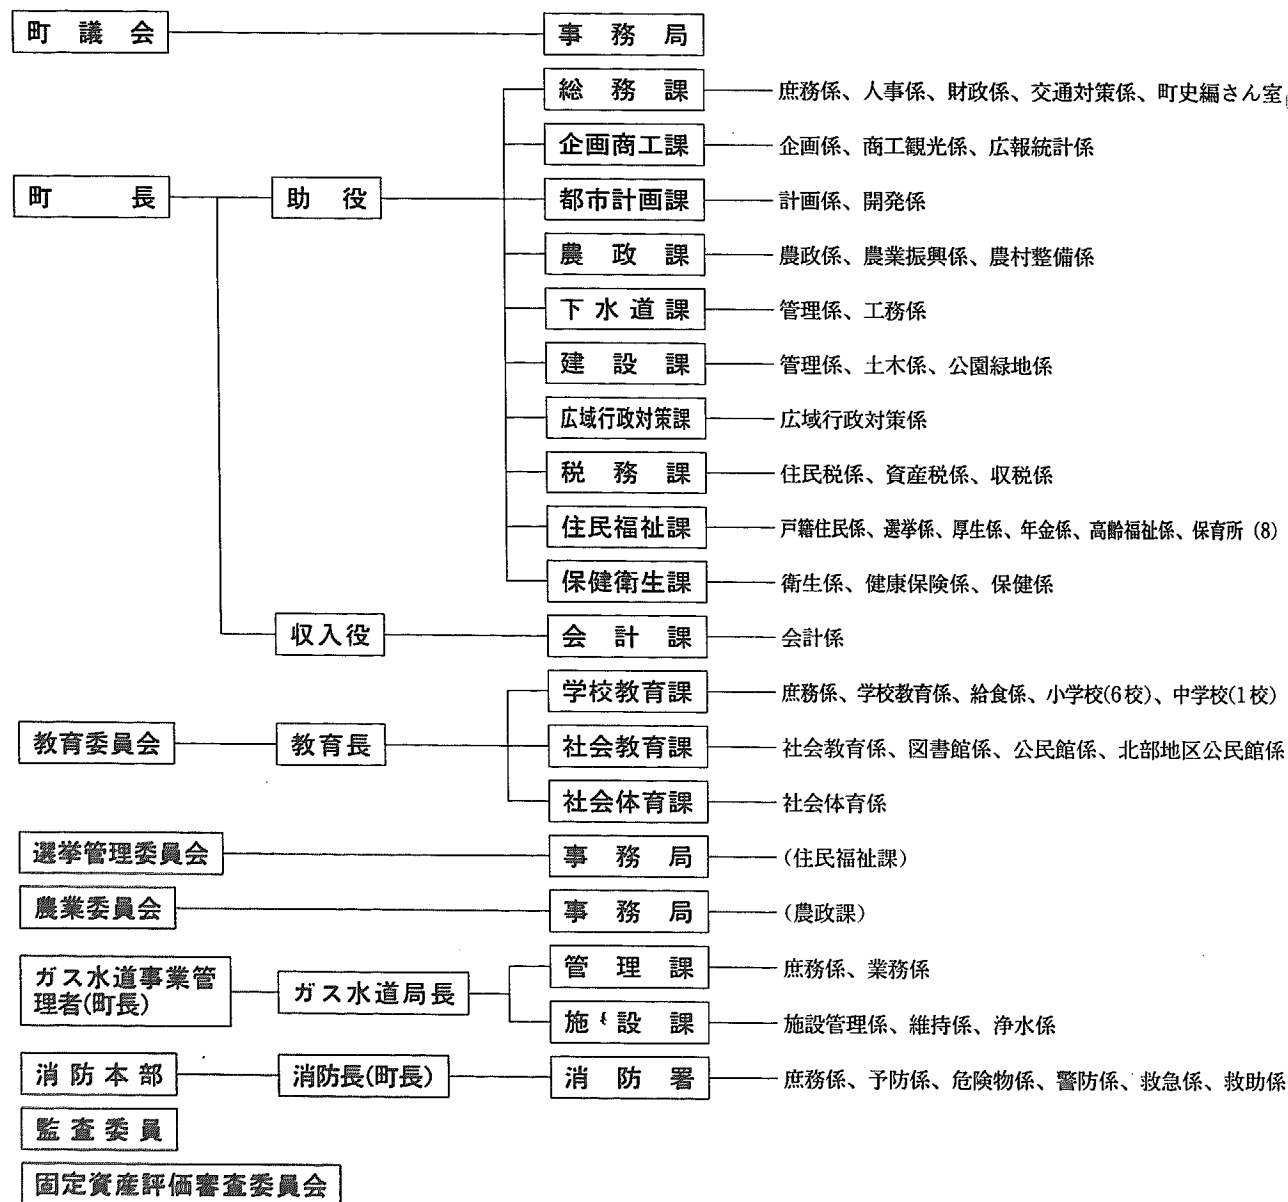 町議会 事務局
総務課 庶務係、人事係、財政係、交通対策係、町史編さん室
企画商工課 企画係、商工観光係、広報統計係
町長 助役 都市計画課 計画係、開発係
農政課 農政係、農業振興係、農村整備係
下水道課 管理係、工務係
建設課 管理係、土木係、公園緑地係
広域行政対策課 広域行政対策係
税務課 住民税係、資産税係、収税係
住民福祉課 戸籍住民係、選挙係、厚生係、年金係、高齢福祉係、保育所(8)
保健衛生課 衛生係、健康保険係、保健係
収入役 会計課 会計係
学校教育課 庶務係、学校教育係、給食係、小学校(6校)、中学校(1校)
教育委員会 教育長 社会教育課 社会教育係、図書館係、公民館係、北部地区公民館係
社会体育課 社会体育係
選挙管理委員会 事務局 (住民福祉課)
農業委員会 事務局 (農政課)
ガス水道事業管
理者(町長) ガス水道局長 管理課 庶務係、業務係
施設課 施設管理係、維持係、浄水係
消防本部 消防長(町長) 消防署 庶務係、予防係、危険物係、警防係、救急係、救助係
監査委員
固定資産評価審査委員会